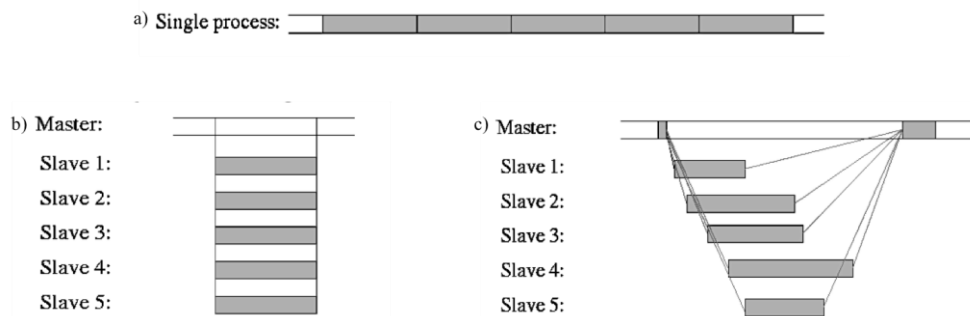 a) Single process:
b) Master:
Slave 1:
Slave 2:
Slave 3:
Slave 4:
Slave 5:
c) Master:
Slave 1:
Slave 2:
Slave 3:
Slave 4:
Slave 5: